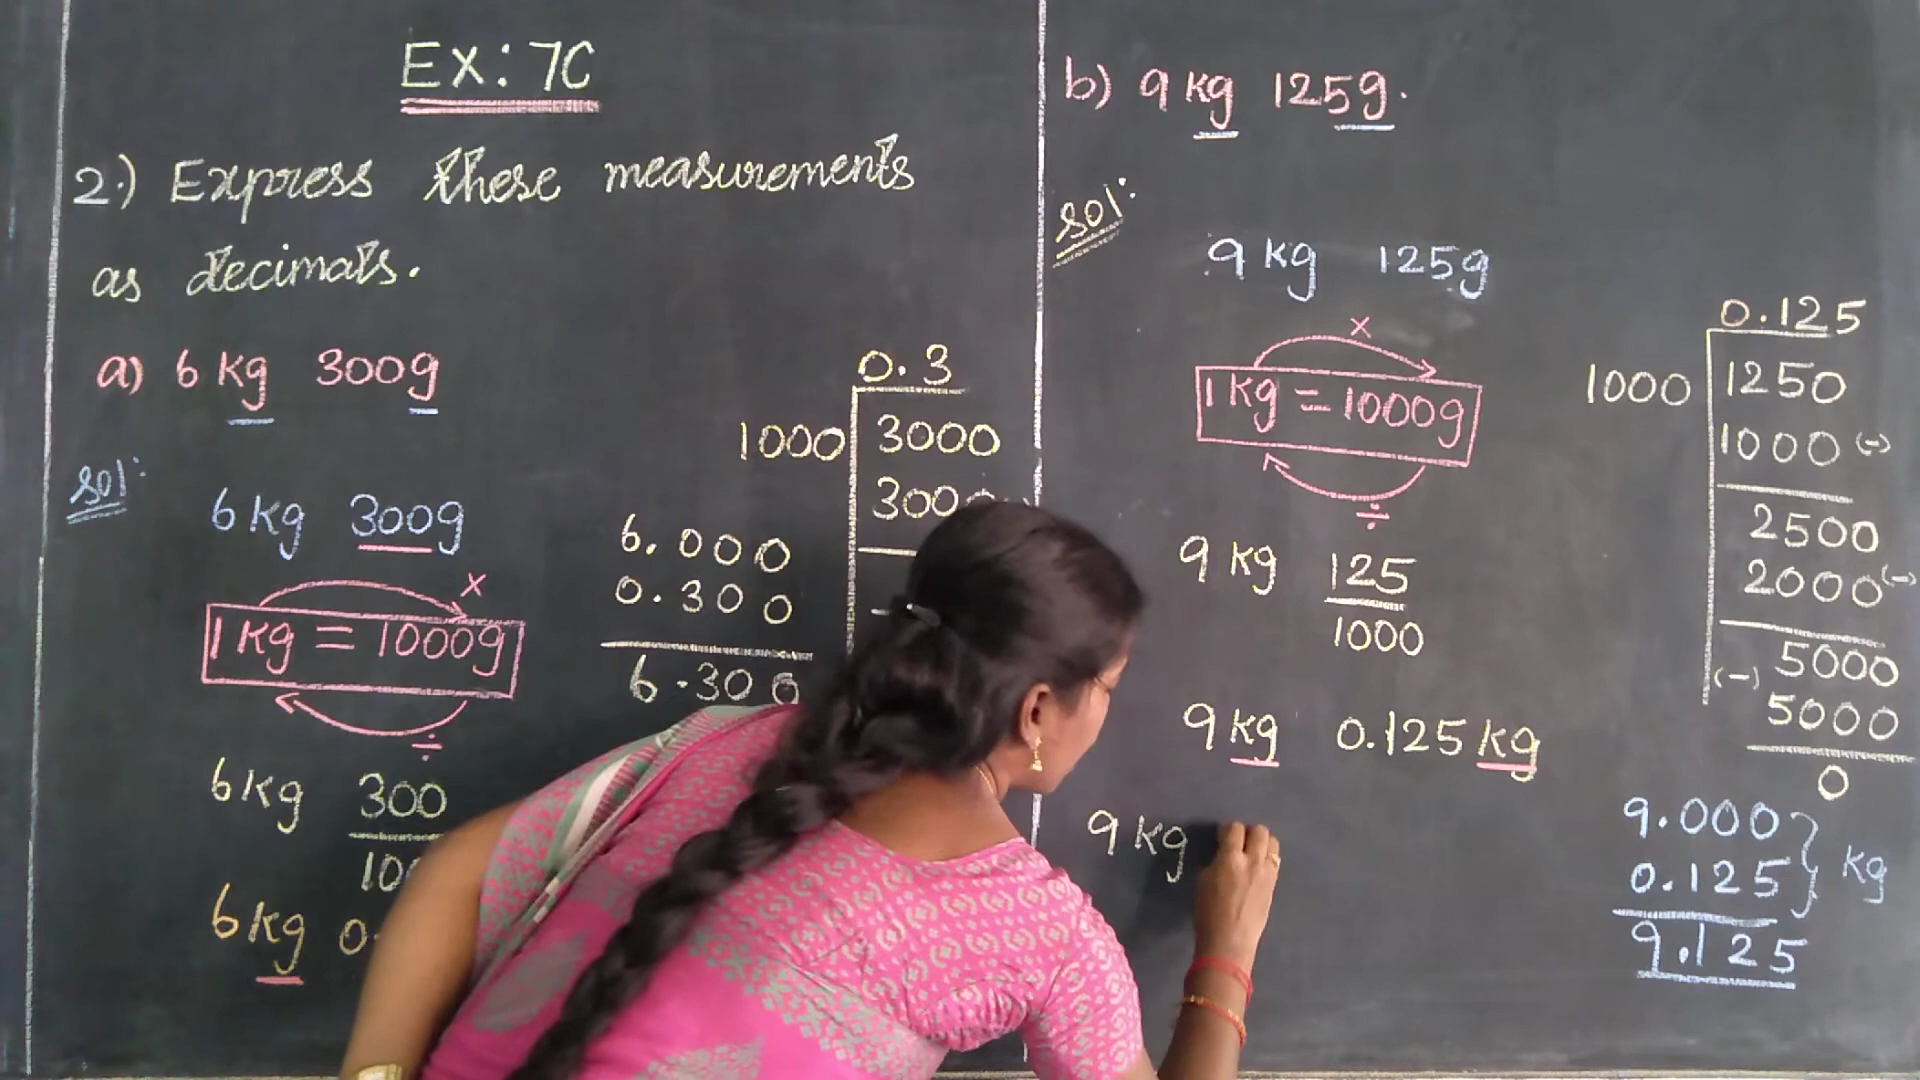 EX: 7C
2.) Express these measurements
as decimals.
a) 6 kg 300g
sol:
6 kg 300g
×
1 kg = 1000g
÷
6 kg 300
6 kg
0.3
1000 3000
6.000
0.300
6.300
b) 9 kg 125g.
sol:
9 kg 125g
×
1 kg = 1000g
÷
9 kg 125
1000
9 kg 0.125 kg
9 kg
0.125
1000 1250
1000 (-)
2500
2000 (-)
5000
(-) 5000
0
9.000
0.125 } kg
9.125